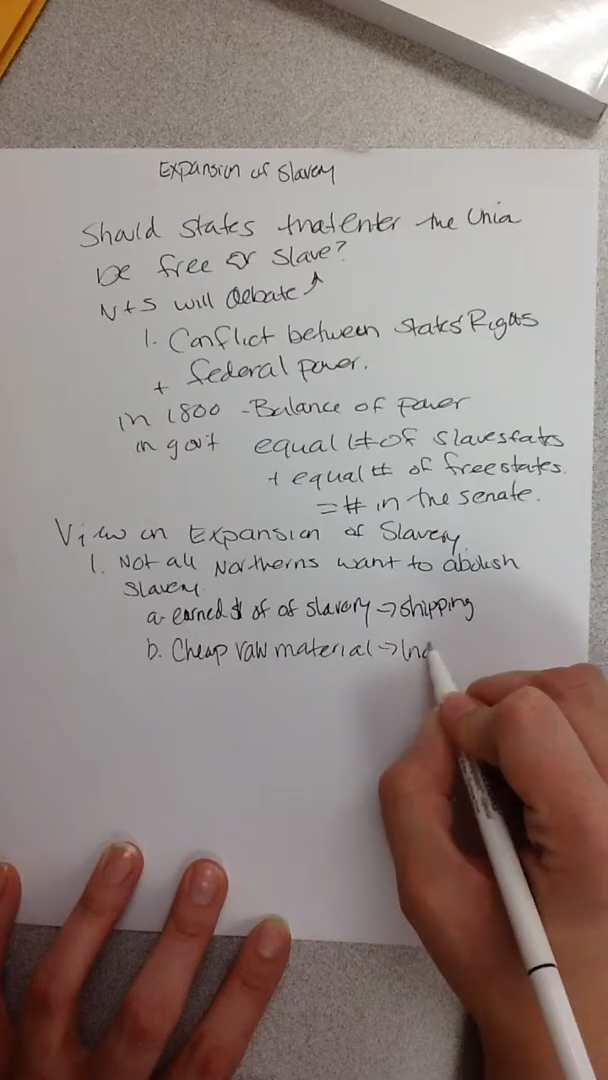 Expansion of Slavery
Should states that enter the Union
be free or slave?
N + S will debate
1. Conflict between States' Rights
+ federal power.
in 1800 - Balance of power
in gov't equal # of slave states
+ equal # of free states.
= # in the senate.
View on Expansion of Slavery
1. Not all Northerns want to abolish
Slavery.
a. earned $ of of slavery → shipping
b. Cheap raw material → Ind